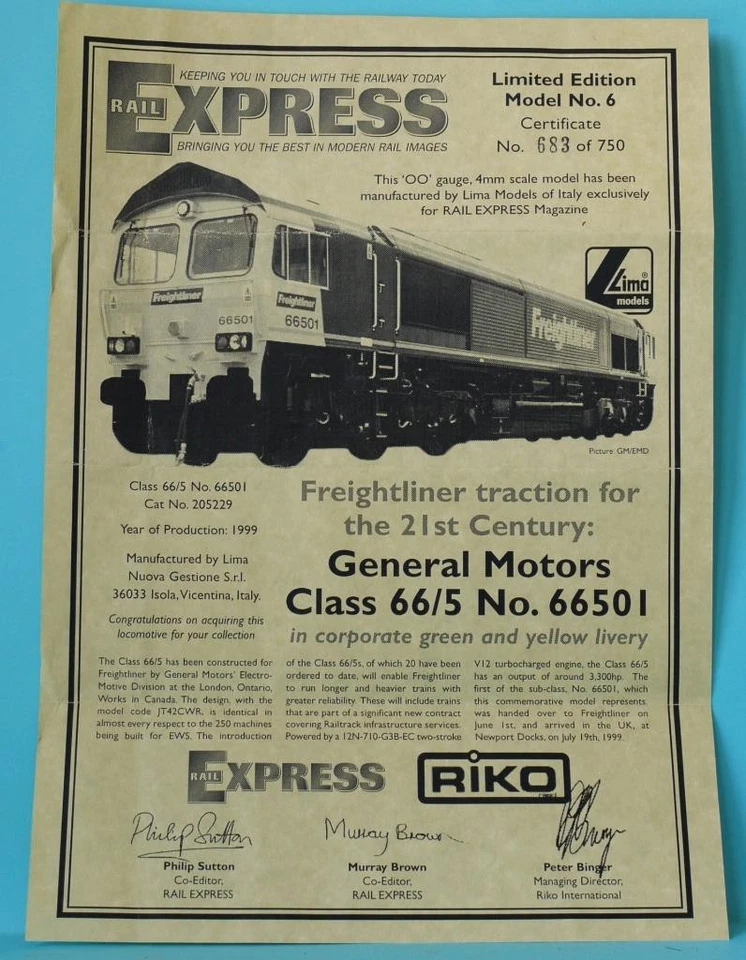 KEEPING YOU IN TOUCH WITH THE RAILWAY TODAY
RAIL EXPRESS
BRINGING YOU THE BEST IN MODERN RAIL IMAGES
Limited Edition
Model No. 6
Certificate
No. 683 of 750
This 'OO' gauge, 4mm scale model has been
manufactured by Lima Models of Italy exclusively
for RAIL EXPRESS Magazine
Lima®
models
Freightliner
Freightliner
66501
66501
Freightliner
Picture: GM/EMD
Class 66/5 No. 66501
Cat No. 205229
Year of Production: 1999
Manufactured by Lima
Nuova Gestione S.r.l.
36033 Isola, Vicentina, Italy.
Congratulations on acquiring this
locomotive for your collection
Freightliner traction for
the 21st Century:
General Motors
Class 66/5 No. 66501
in corporate green and yellow livery
The Class 66/5 has been constructed for
Freightliner by General Motors' Electro-
Motive Division at the London, Ontario,
Works in Canada. The design, with the
model code JT42CWR, is identical in
almost every respect to the 250 machines
being built for EWS. The introduction
of the Class 66/5s, of which 20 have been
ordered to date, will enable Freightliner
to run longer and heavier trains with
greater reliability. These will include trains
that are part of a significant new contract
covering Railtrack infrastructure services.
Powered by a 12N-710-G3B-EC two-stroke
V12 turbocharged engine, the Class 66/5
has an output of around 3,300hp. The
first of the sub-class, No. 66501, which
this commemorative model represents
was handed over to Freightliner on
June 1st, and arrived in the UK, at
Newport Docks, on July 19th, 1999.
RAIL EXPRESS
RIKO
Philip Sutton
Murray Brown
Philip Sutton
Co-Editor,
RAIL EXPRESS
Murray Brown
Co-Editor,
RAIL EXPRESS
Peter Binger
Managing Director,
Riko International